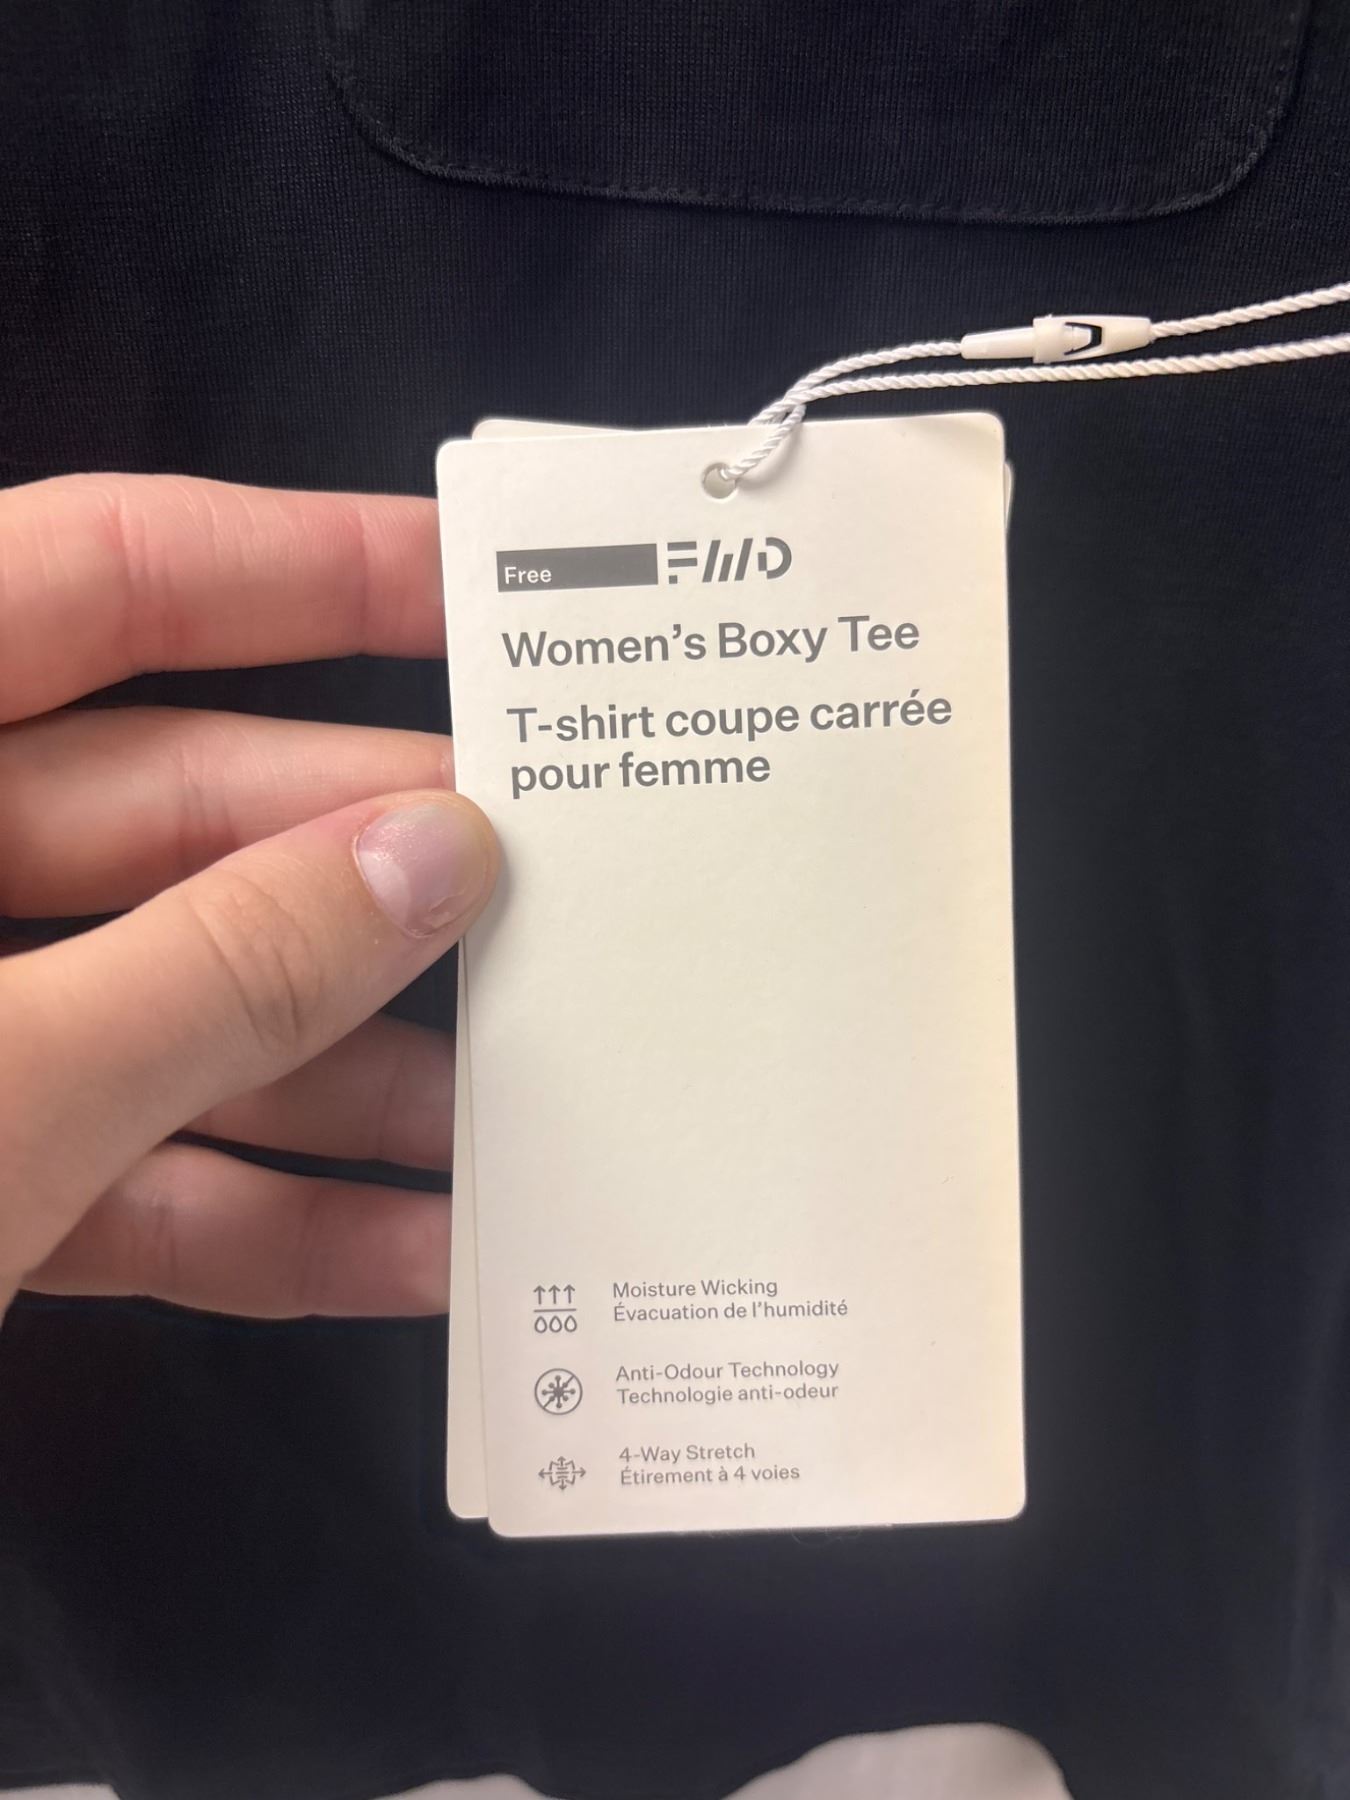 Free FWD
Women's Boxy Tee
T-shirt coupe carrée
pour femme
Moisture Wicking
Évacuation de l'humidité
Anti-Odour Technology
Technologie anti-odeur
4-Way Stretch
Étirement à 4 voies